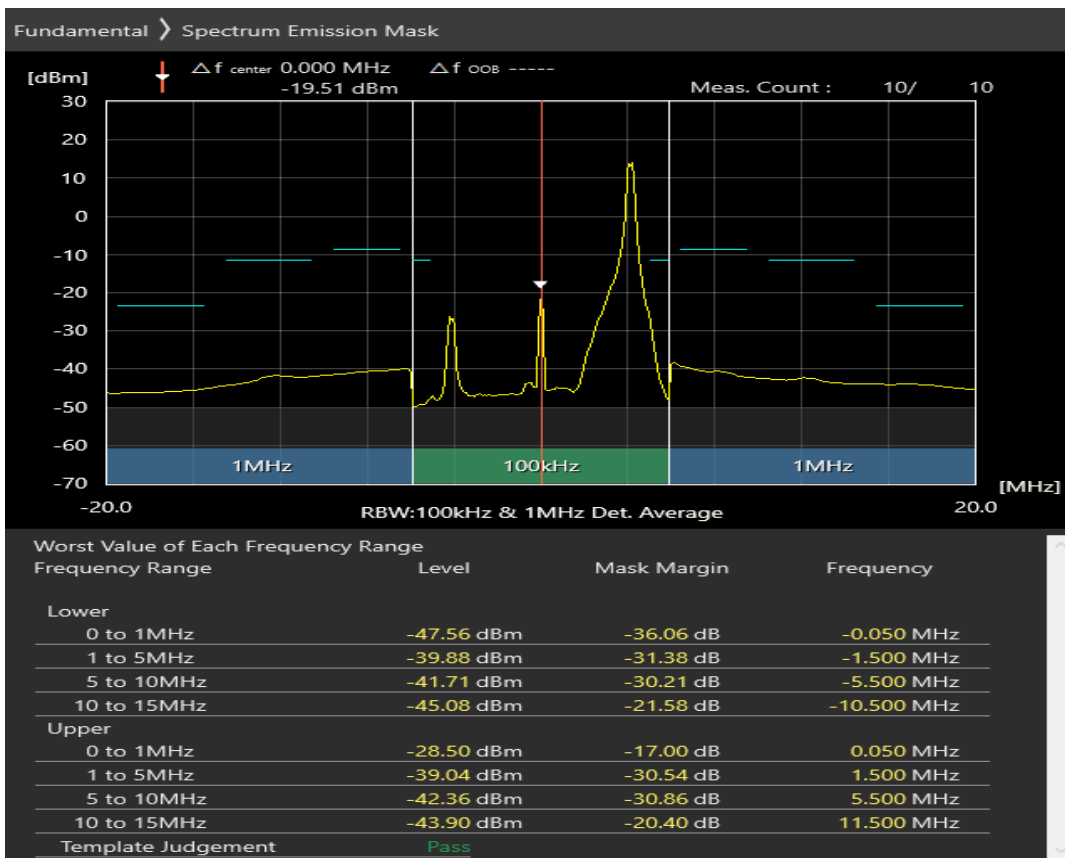 Fundamental ❯ Spectrum Emission Mask
[dBm] △f center 0.000 MHz △f OOB -----
-19.51 dBm Meas. Count : 10/ 10
30
20
10
0
-10
-20
-30
-40
-50
-60
1MHz 100kHz 1MHz
-70 [MHz]
-20.0 RBW:100kHz & 1MHz Det. Average 20.0
Worst Value of Each Frequency Range
Frequency Range Level Mask Margin Frequency
Lower
0 to 1MHz -47.56 dBm -36.06 dB -0.050 MHz
1 to 5MHz -39.88 dBm -31.38 dB -1.500 MHz
5 to 10MHz -41.71 dBm -30.21 dB -5.500 MHz
10 to 15MHz -45.08 dBm -21.58 dB -10.500 MHz
Upper
0 to 1MHz -28.50 dBm -17.00 dB 0.050 MHz
1 to 5MHz -39.04 dBm -30.54 dB 1.500 MHz
5 to 10MHz -42.36 dBm -30.86 dB 5.500 MHz
10 to 15MHz -43.90 dBm -20.40 dB 11.500 MHz
Template Judgement Pass